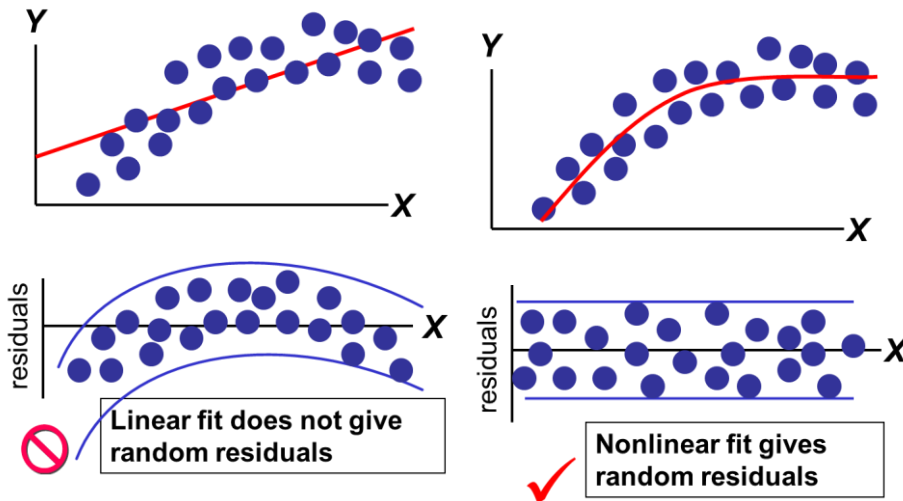 Y
X
Y
X
residuals
X
Linear fit does not give
random residuals
residuals
X
Nonlinear fit gives
random residuals